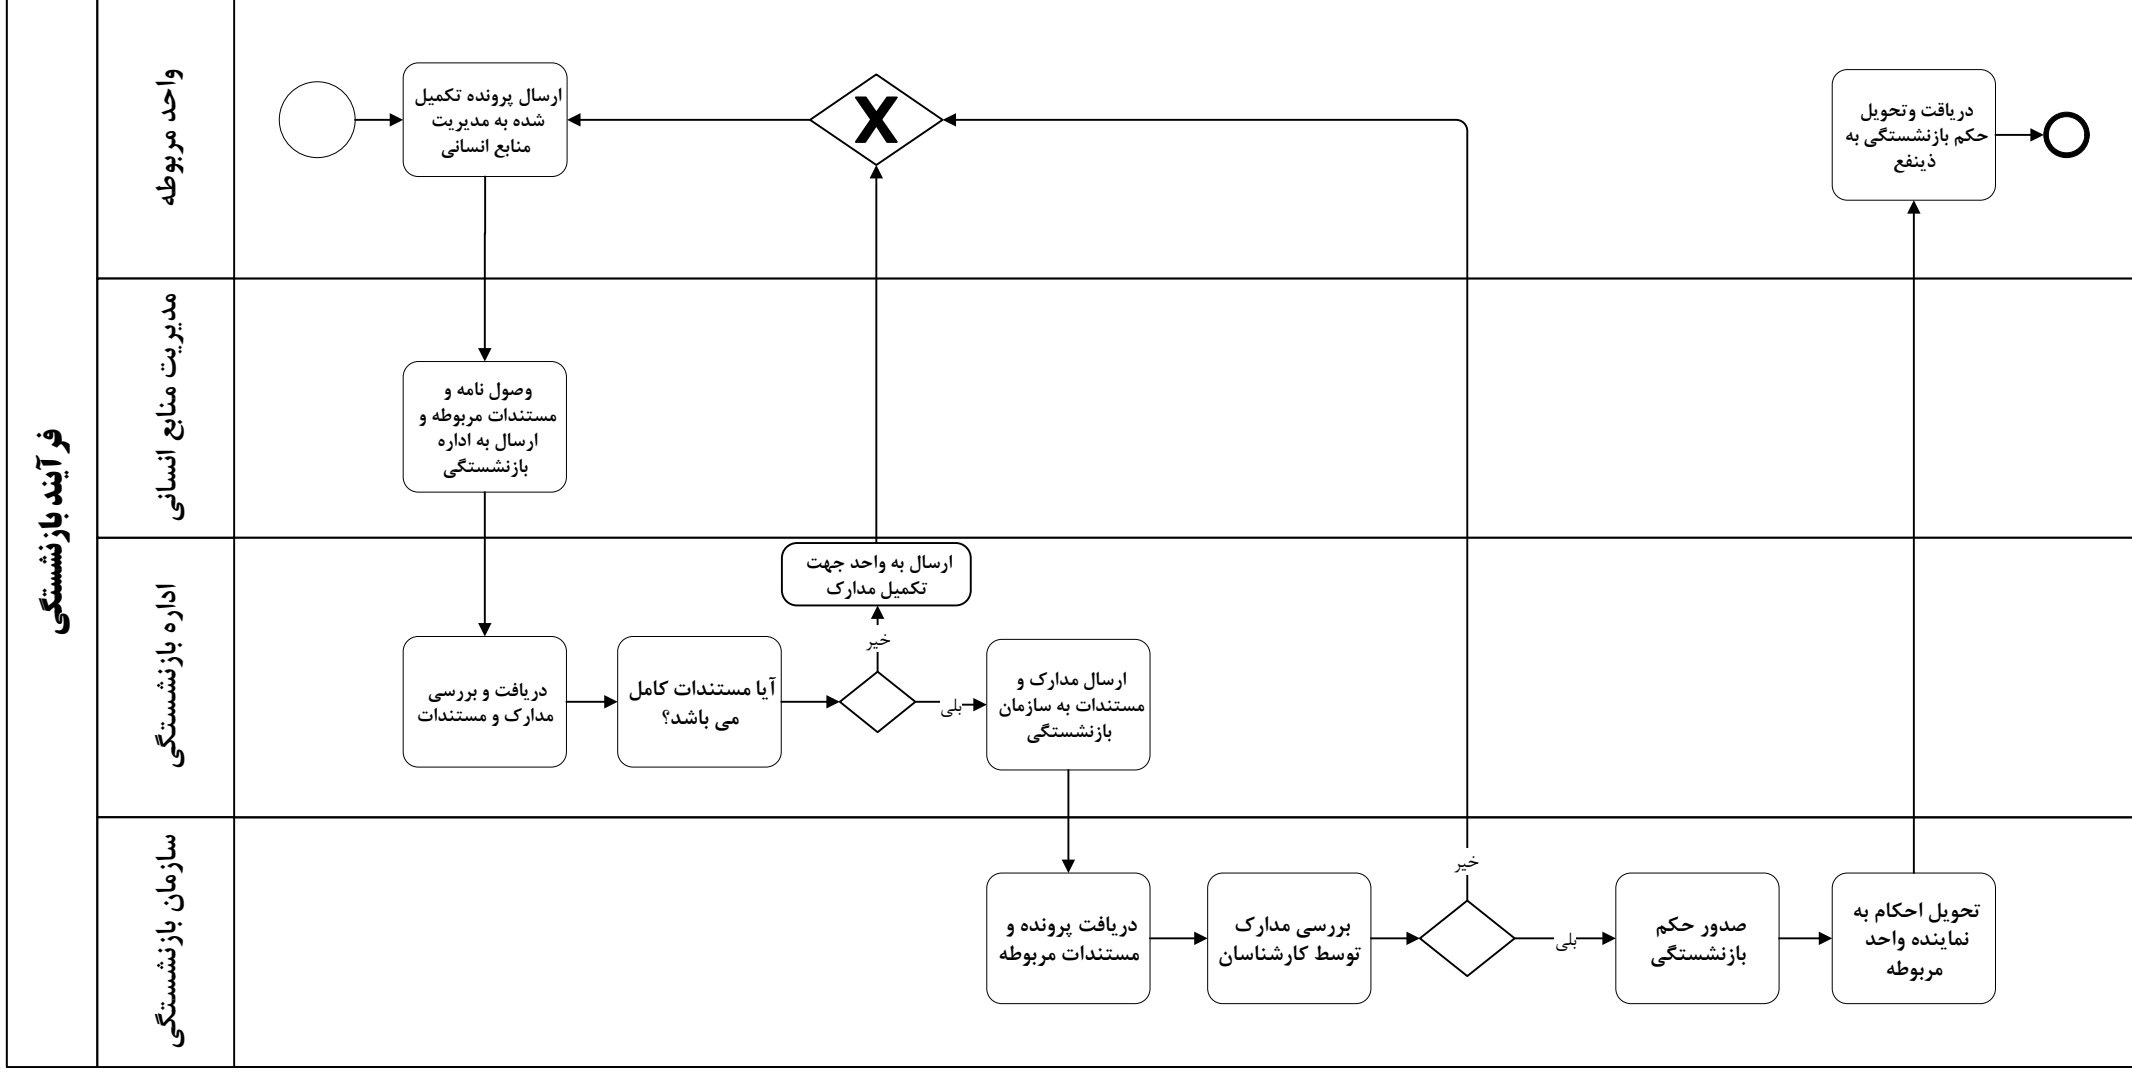 فرآیند بازنشستگی
واحد مربوطه
ارسال پرونده تکمیل
شده به مدیریت
منابع انسانی
X
دریاقت وتحویل
حکم بازنشستگی به
ذینفع
مدیریت منابع انسانی
وصول نامه و
مستندات مربوطه و
ارسال به اداره
بازنشستگی
اداره بازنشستگی
دریافت و بررسی
مدارک و مستندات
آیا مستندات کامل
می باشد؟
خیر
ارسال به واحد جهت
تکمیل مدارک
بلی
ارسال مدارک و
مستندات به سازمان
بازنشستگی
سازمان بازنشستگی
دریافت پرونده و
مستندات مربوطه
بررسی مدارک
توسط کارشناسان
خیر
بلی
صدور حکم
بازنشستگی
تحویل احکام به
نماینده واحد
مربوطه